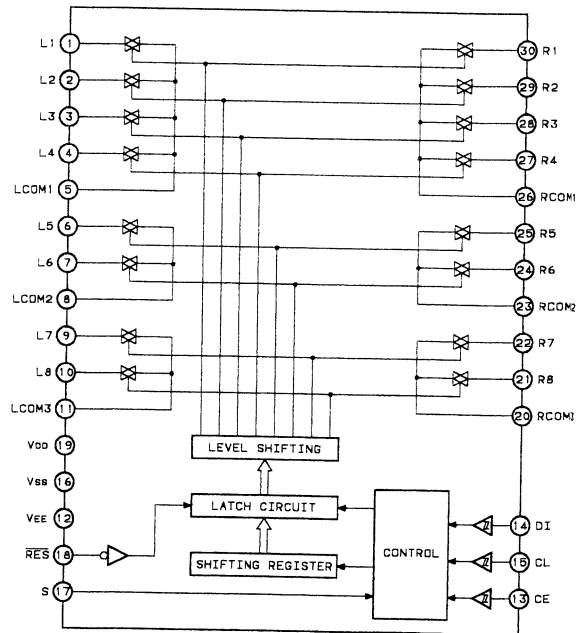 L1 1 30 R1
L2 2 29 R2
L3 3 28 R3
L4 4 27 R4
LCOM1 5 26 RCOM1
L5 6 25 R5
L6 7 24 R6
LCOM2 8 23 RCOM2
L7 9 22 R7
L8 10 21 R8
LCOM3 11 20 RCOMI
VDD 19
LEVEL SHIFTING
VSS 16
LATCH CIRCUIT
VEE 12 14 DI
RES 18 CONTROL 15 CL
SHIFTING REGISTER
S 17 13 CE